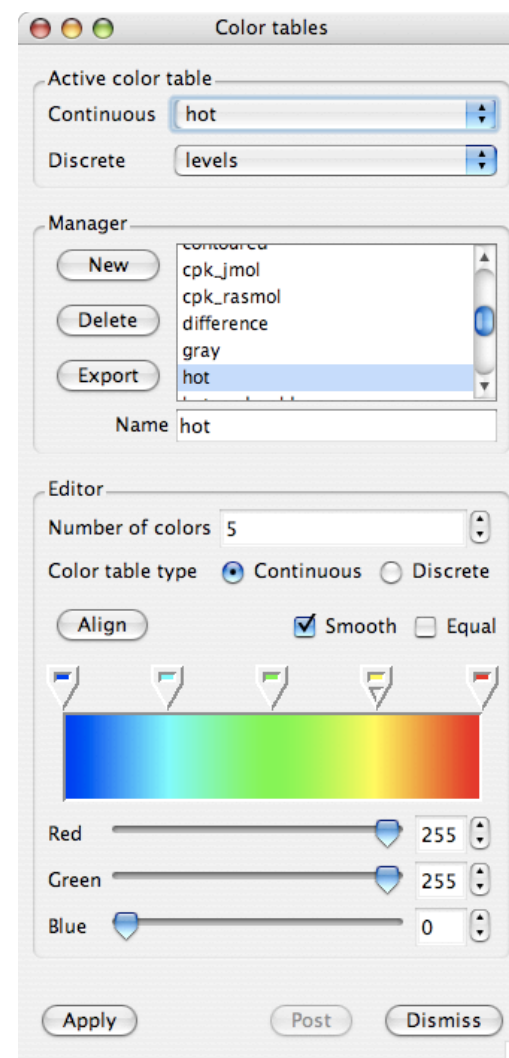 Color tables
Active color table
Continuous hot
Discrete levels
Manager
New
Delete
Export
contoured
cpk_jmol
cpk_rasmol
difference
gray
hot
Name hot
Editor
Number of colors 5
Color table type Continuous Discrete
Align Smooth Equal
Red 255
Green 255
Blue 0
Apply Post Dismiss